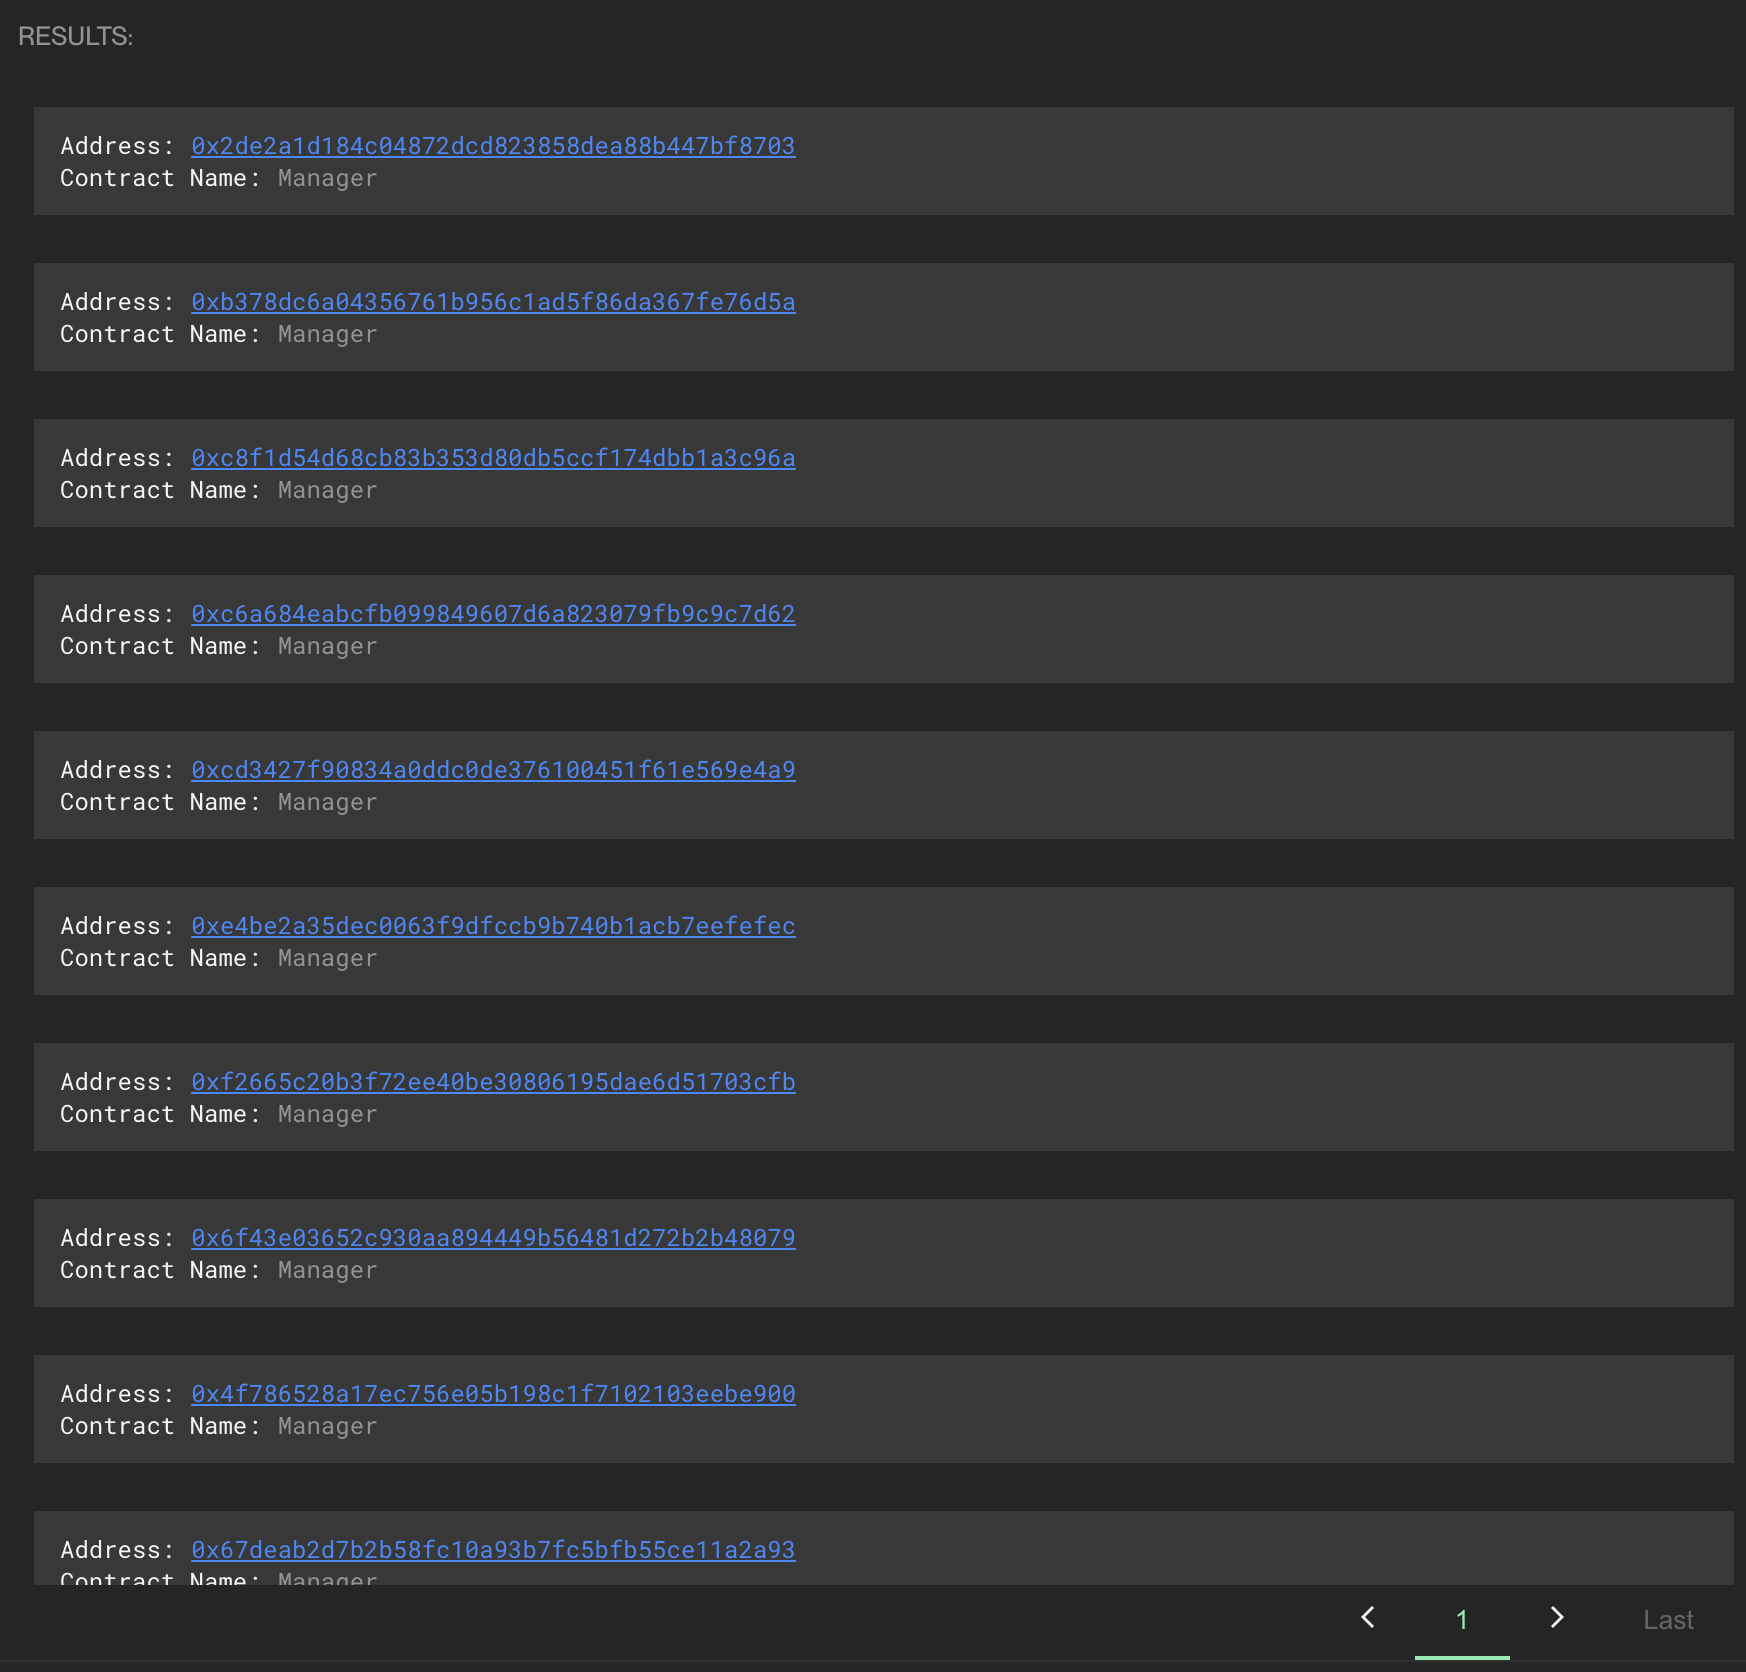 RESULTS:
Address: 0x2de2a1d184c04872dcd823858dea88b447bf8703
Contract Name: Manager
Address: 0xb378dc6a04356761b956c1ad5f86da367fe76d5a
Contract Name: Manager
Address: 0xc8f1d54d68cb83b353d80db5ccf174dbb1a3c96a
Contract Name: Manager
Address: 0xc6a684eabcfb099849607d6a823079fb9c9c7d62
Contract Name: Manager
Address: 0xcd3427f90834a0ddc0de376100451f61e569e4a9
Contract Name: Manager
Address: 0xe4be2a35dec0063f9dfccb9b740b1acb7eefefec
Contract Name: Manager
Address: 0xf2665c20b3f72ee40be30806195dae6d51703cfb
Contract Name: Manager
Address: 0x6f43e03652c930aa894449b56481d272b2b48079
Contract Name: Manager
Address: 0x4f786528a17ec756e05b198c1f7102103eebe900
Contract Name: Manager
Address: 0x67deab2d7b2b58fc10a93b7fc5bfb55ce11a2a93
Contract Name: Manager
1 Last